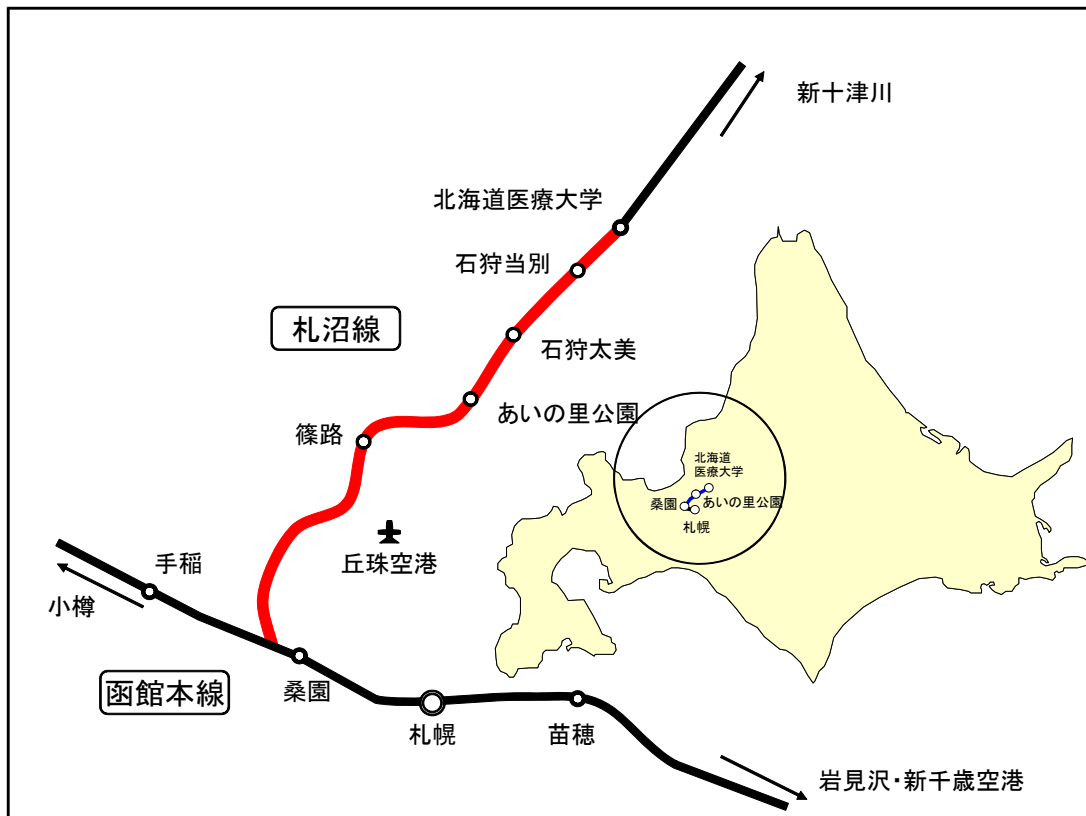 新十津川
北海道医療大学
石狩当別
札沼線
石狩太美
あいの里公園
篠路
丘珠空港
手稲
小樽
函館本線
桑園
札幌
苗穂
岩見沢・新千歳空港
北海道
医療大学
あいの里公園
桑園
札幌